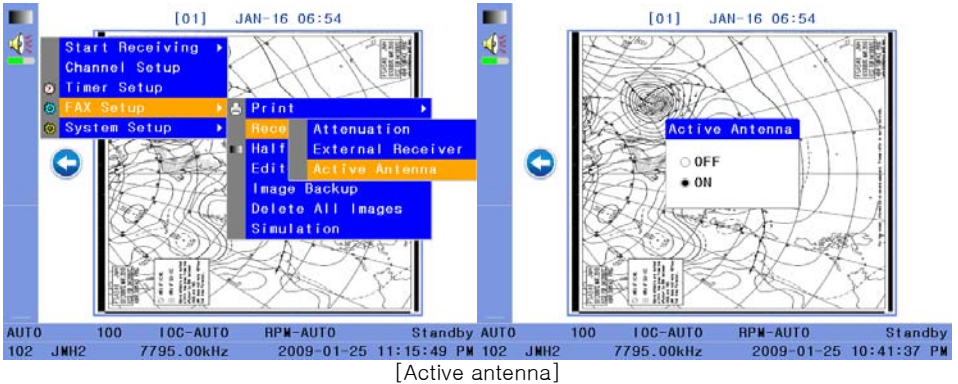 [01] JAN-16 06:54
Start Receiving
Channel Setup
Timer Setup
FAX Setup
System Setup
Print
Rece
Half
Edit
Image Backup
Delete All Images
Simulation
Attenuation
External Receiver
Active Antenna
AUTO 100 IOC-AUTO RPM-AUTO Standby
102 JMH2 7795.00kHz 2009-01-25 11:15:49 PM
[01] JAN-16 06:54
Active Antenna
OFF
ON
AUTO 100 IOC-AUTO RPM-AUTO Standby
102 JMH2 7795.00kHz 2009-01-25 10:41:37 PM
[Active antenna]